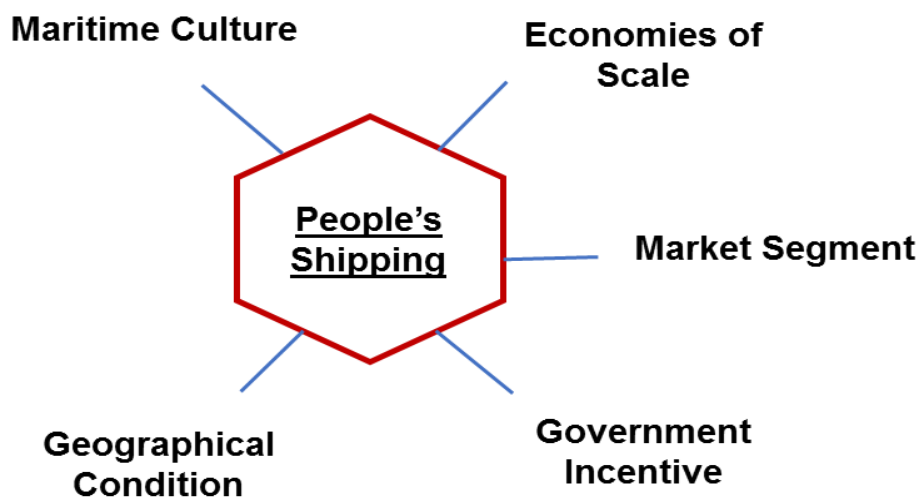 Maritime Culture
Economies of
Scale
People’s
Shipping
Market Segment
Geographical
Condition
Government
Incentive